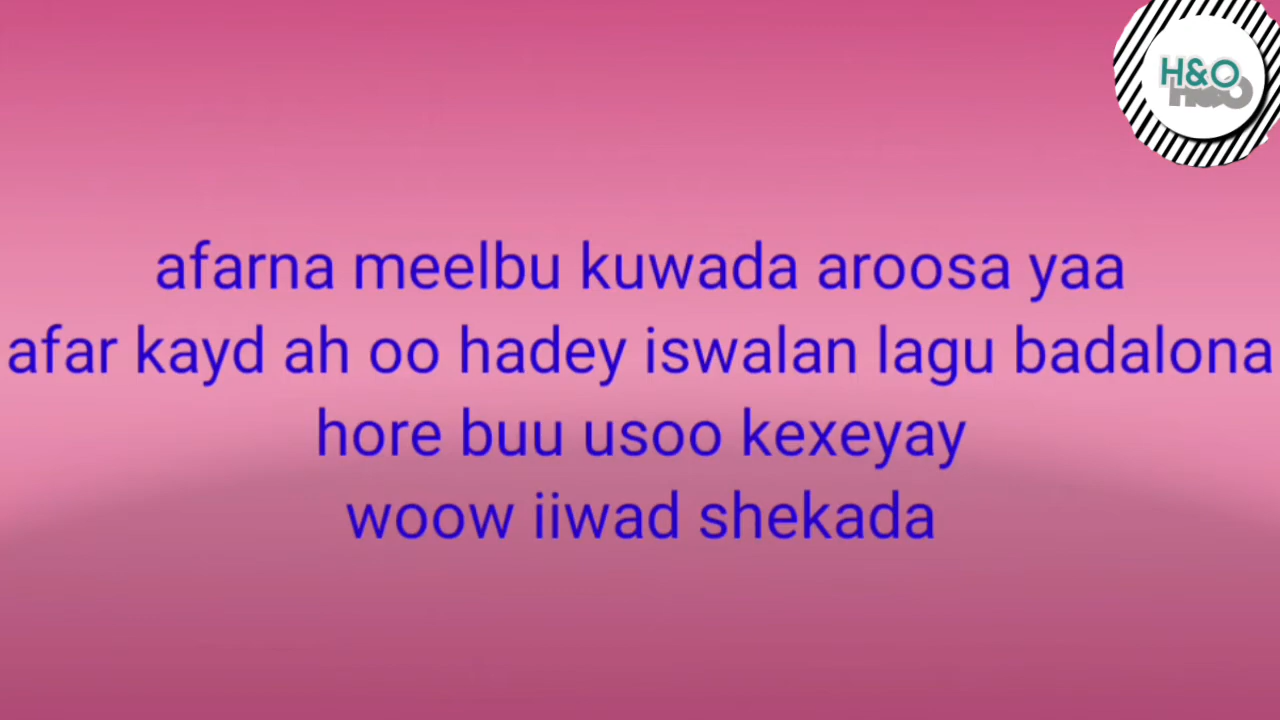 H&O
afarna meelbu kuwada aroosa yaa
afar kayd ah oo hadey iswalan lagu badalona
hore buu usoo kexeyay
woow iiwad shekada